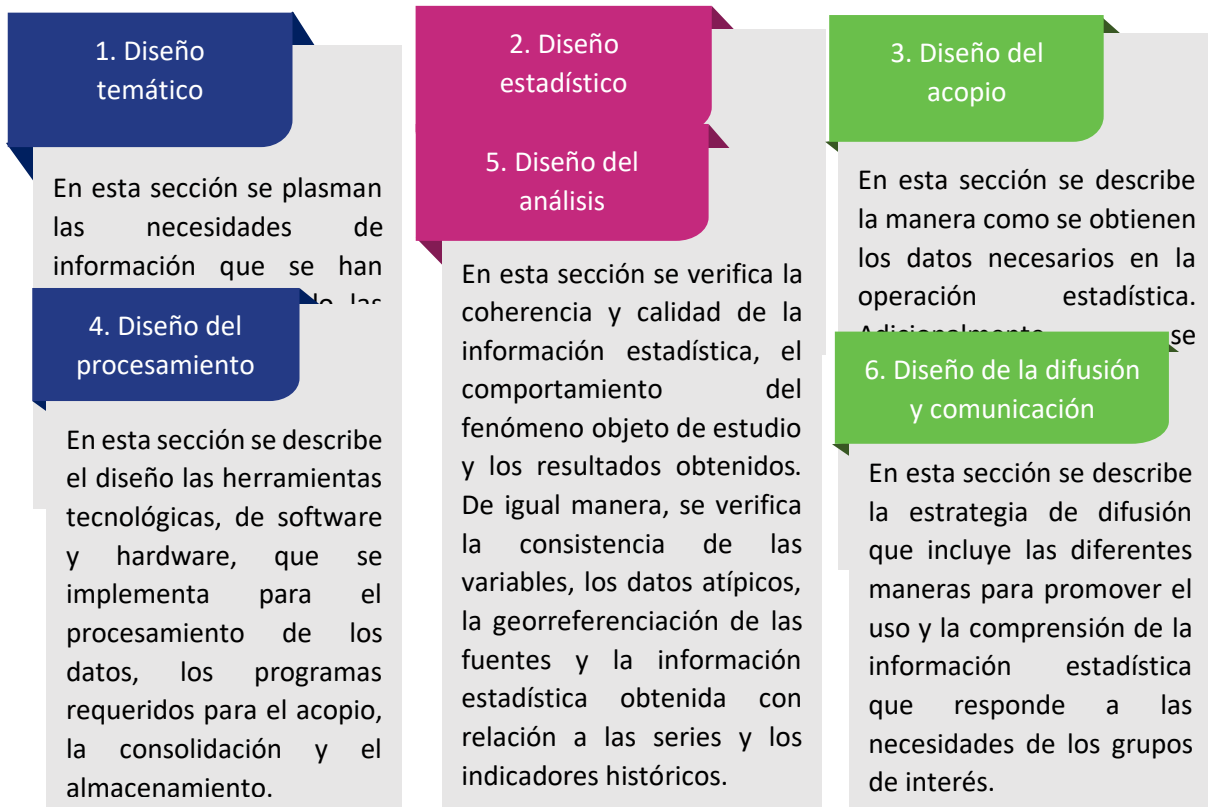 1. Diseño
temático
En esta sección se plasman
las necesidades de
información que se han
las
4. Diseño del
procesamiento
En esta sección se describe
el diseño las herramientas
tecnológicas, de software
y hardware, que se
implementa para el
procesamiento de los
datos, los programas
requeridos para el acopio,
la consolidación y el
almacenamiento.
2. Diseño
estadístico
5. Diseño del
análisis
En esta sección se verifica la
coherencia y calidad de la
información estadística, el
comportamiento del
fenómeno objeto de estudio
y los resultados obtenidos.
De igual manera, se verifica
la consistencia de las
variables, los datos atípicos,
la georreferenciación de las
fuentes y la información
estadística obtenida con
relación a las series y los
indicadores históricos.
3. Diseño del
acopio
En esta sección se describe
la manera como se obtienen
los datos necesarios en la
operación estadística.
Adicionalmente se
6. Diseño de la difusión
y comunicación
En esta sección se describe
la estrategia de difusión
que incluye las diferentes
maneras para promover el
uso y la comprensión de la
información estadística
que responde a las
necesidades de los grupos
de interés.